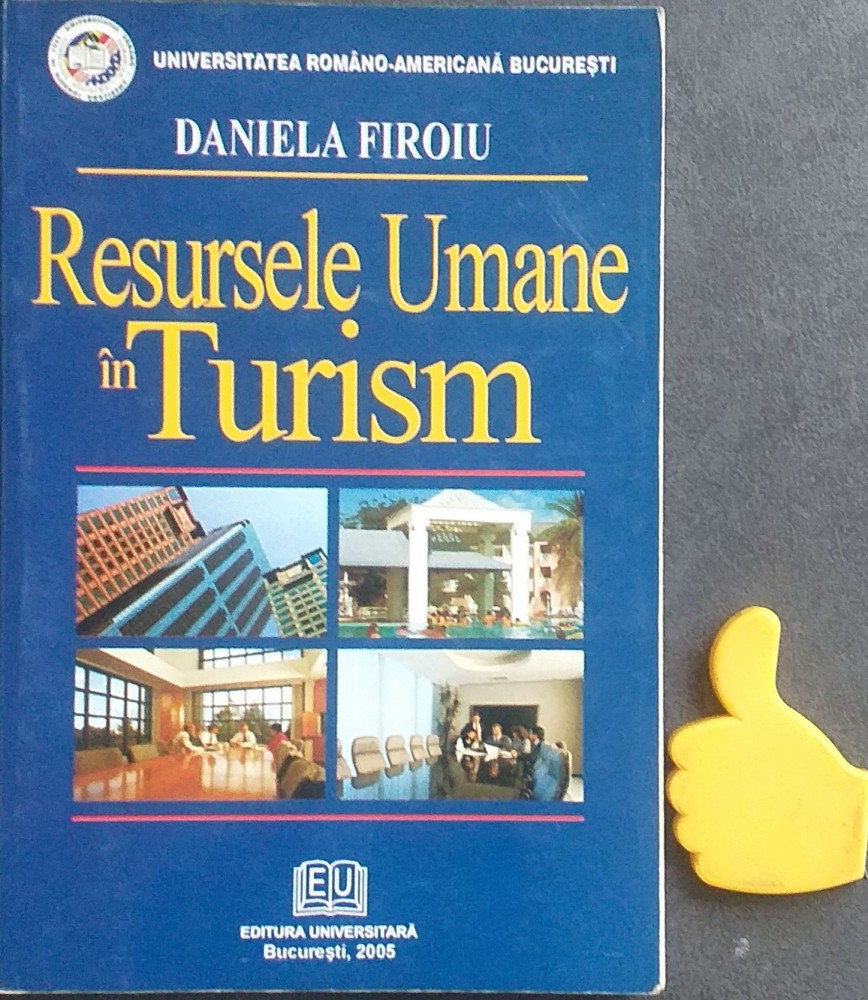 UNIVERSITATEA ROMÂNO-AMERICANĂ BUCUREȘTI
DANIELA FIROIU
Resursele Umane
în Turism
EU
EDITURA UNIVERSITARĂ
București, 2005